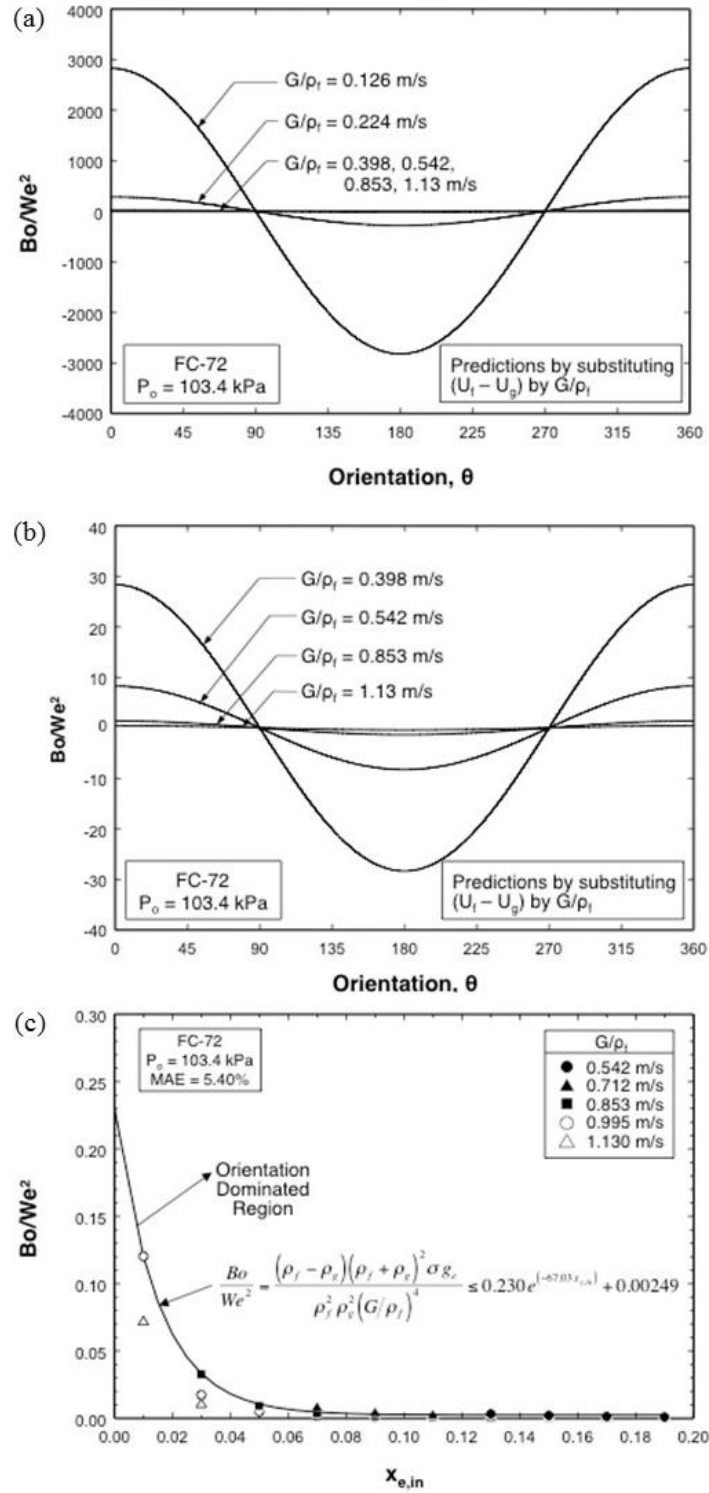 (a)
4000
3000
2000
1000
0
-1000
-2000
-3000
-4000
Bo/We²
G/ρf = 0.126 m/s
G/ρf = 0.224 m/s
G/ρf = 0.398, 0.542,
0.853, 1.13 m/s
FC-72
Po = 103.4 kPa
Predictions by substituting
(Uf – Ug) by G/ρf
0 45 90 135 180 225 270 315 360
Orientation, θ
(b)
40
30
20
10
0
-10
-20
-30
-40
Bo/We²
G/ρf = 0.398 m/s
G/ρf = 0.542 m/s
G/ρf = 0.853 m/s
G/ρf = 1.13 m/s
FC-72
Po = 103.4 kPa
Predictions by substituting
(Uf – Ug) by G/ρf
0 45 90 135 180 225 270 315 360
Orientation, θ
(c)
0.30
0.25
0.20
0.15
0.10
0.05
0.00
Bo/We²
FC-72
Po = 103.4 kPa
MAE = 5.40%
G/ρf
0.542 m/s
0.712 m/s
0.853 m/s
0.995 m/s
1.130 m/s
Orientation
Dominated
Region
Bo/We² = (ρf − ρg)(ρf + ρg)² σ ge / ρf² ρg² (G/ρf)⁴ ≤ 0.230 e^(−67.03 xe,in) + 0.00249
0.00 0.02 0.04 0.06 0.08 0.10 0.12 0.14 0.16 0.18 0.20
xe,in